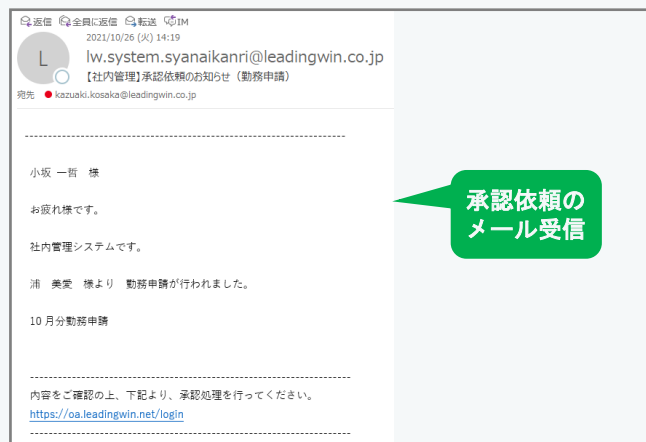 返信 全員に返信 転送 IM
2021/10/26 (火) 14:19
L
lw.system.syanaikanri@leadingwin.co.jp
【社内管理】承認依頼のお知らせ（勤務申請）
宛先 kazuaki.kosaka@leadingwin.co.jp
------------------------------------------------------------------
小坂 一哲 様
お疲れ様です。
社内管理システムです。
浦 美愛 様より 勤務申請が行われました。
10月分勤務申請
------------------------------------------------------------------
内容をご確認の上、下記より、承認処理を行ってください。
https://oa.leadingwin.net/login
------------------------------------------------------------------
承認依頼の
メール受信